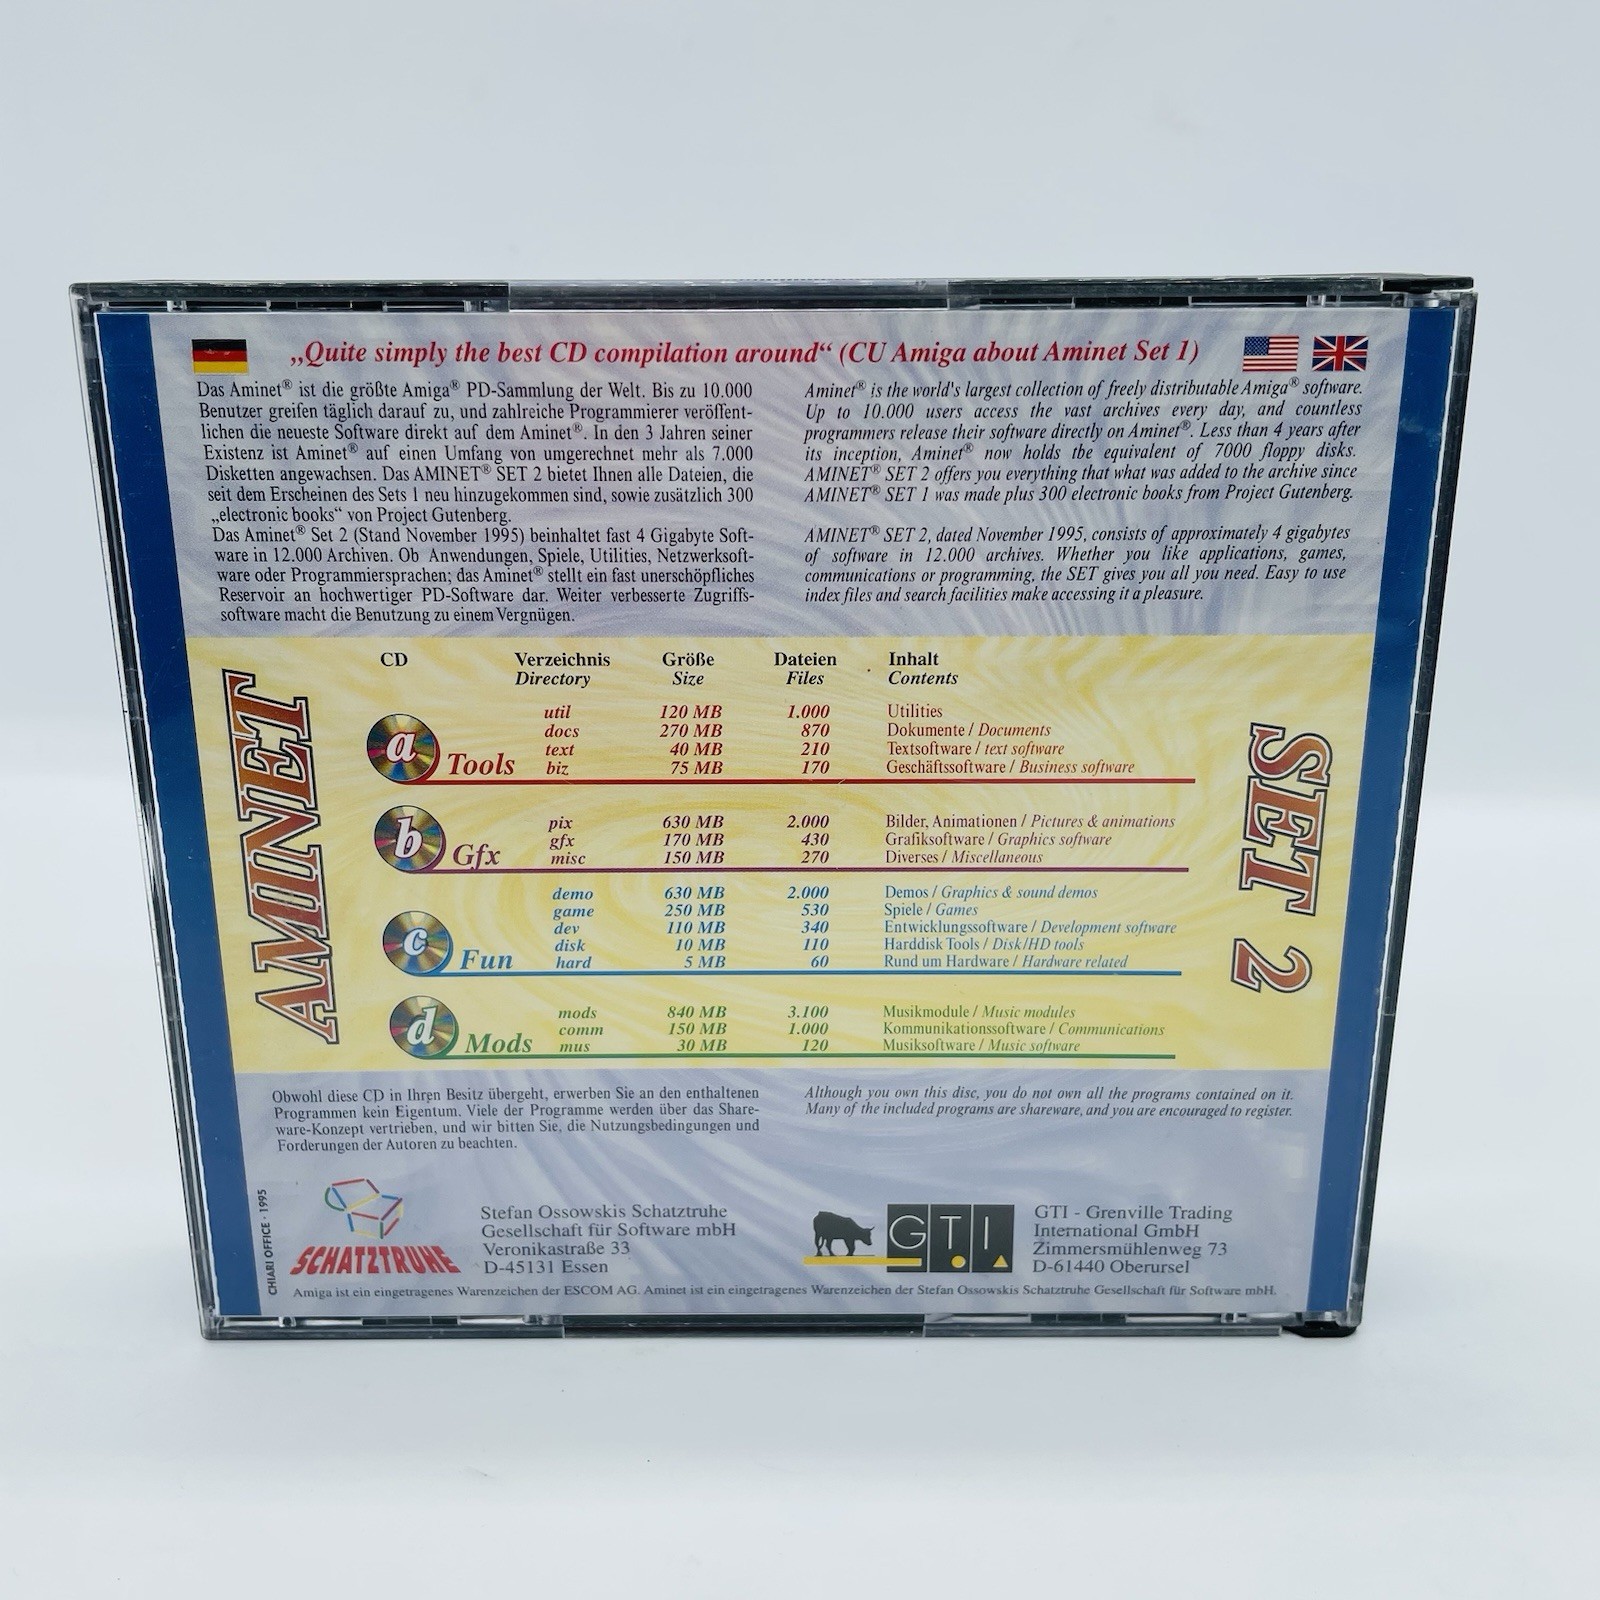 „Quite simply the best CD compilation around“ (CU Amiga about Aminet Set 1)
Das Aminet® ist die größte Amiga® PD-Sammlung der Welt. Bis zu 10.000
Benutzer greifen täglich darauf zu, und zahlreiche Programmierer veröffent-
lichen die neueste Software direkt auf dem Aminet®. In den 3 Jahren seiner
Existenz ist Aminet® auf einen Umfang von umgerechnet mehr als 7.000
Disketten angewachsen. Das AMINET® SET 2 bietet Ihnen alle Dateien, die
seit dem Erscheinen des Sets 1 neu hinzugekommen sind, sowie zusätzlich 300
„electronic books“ von Project Gutenberg.
Das Aminet® Set 2 (Stand November 1995) beinhaltet fast 4 Gigabyte Soft-
ware in 12.000 Archiven. Ob Anwendungen, Spiele, Utilities, Netzwerksoft-
ware oder Programmiersprachen; das Aminet® stellt ein fast unerschöpfliches
Reservoir an hochwertiger PD-Software dar. Weiter verbesserte Zugriffs-
software macht die Benutzung zu einem Vergnügen.
Aminet® is the world's largest collection of freely distributable Amiga® software.
Up to 10.000 users access the vast archives every day, and countless
programmers release their software directly on Aminet®. Less than 4 years after
its inception, Aminet® now holds the equivalent of 7000 floppy disks.
AMINET® SET 2 offers you everything that what was added to the archive since
AMINET® SET 1 was made plus 300 electronic books from Project Gutenberg.
AMINET® SET 2, dated November 1995, consists of approximately 4 gigabytes
of software in 12.000 archives. Whether you like applications, games,
communications or programming, the SET gives you all you need. Easy to use
index files and search facilities make accessing it a pleasure.
AMINET
SET 2
CD Verzeichnis Größe Dateien Inhalt
Directory Size Files Contents
a Tools
util 120 MB 1.000 Utilities
docs 270 MB 870 Dokumente / Documents
text 40 MB 210 Textsoftware / text software
biz 75 MB 170 Geschäftssoftware / Business software
b Gfx
pix 630 MB 2.000 Bilder, Animationen / Pictures & animations
gfx 170 MB 430 Grafiksoftware / Graphics software
misc 150 MB 270 Diverses / Miscellaneous
c Fun
demo 630 MB 2.000 Demos / Graphics & sound demos
game 250 MB 530 Spiele / Games
dev 110 MB 340 Entwicklungssoftware / Development software
disk 10 MB 110 Harddisk Tools / Disk/HD tools
hard 5 MB 60 Rund um Hardware / Hardware related
d Mods
mods 840 MB 3.100 Musikmodule / Music modules
comm 150 MB 1.000 Kommunikationssoftware / Communications
mus 30 MB 120 Musiksoftware / Music software
Obwohl diese CD in Ihren Besitz übergeht, erwerben Sie an den enthaltenen
Programmen kein Eigentum. Viele der Programme werden über das Share-
ware-Konzept vertrieben, und wir bitten Sie, die Nutzungsbedingungen und
Forderungen der Autoren zu beachten.
Although you own this disc, you do not own all the programs contained on it.
Many of the included programs are shareware, and you are encouraged to register.
CHIARI OFFICE · 1995
SCHATZTRUHE
Stefan Ossowskis Schatztruhe
Gesellschaft für Software mbH
Veronikastraße 33
D-45131 Essen
GTI
GTI - Grenville Trading
International GmbH
Zimmersmühlenweg 73
D-61440 Oberursel
Amiga ist ein eingetragenes Warenzeichen der ESCOM AG. Aminet ist ein eingetragenes Warenzeichen der Stefan Ossowskis Schatztruhe Gesellschaft für Software mbH.